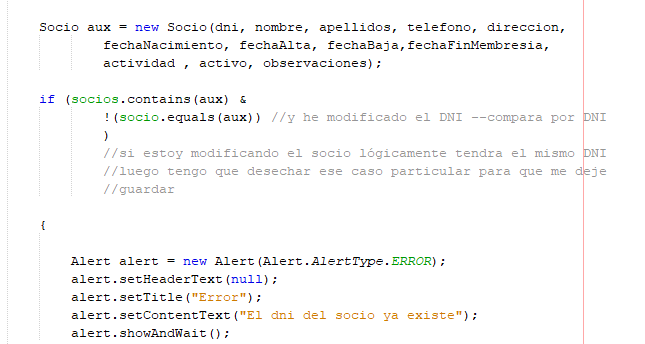 Socio aux = new Socio(dni, nombre, apellidos, telefono, direccion,
fechaNacimiento, fechaAlta, fechaBaja,fechaFinMembresia,
actividad , activo, observaciones);
if (socios.contains(aux) &
!(socio.equals(aux)) //y he modificado el DNI --compara por DNI
)
//si estoy modificando el socio lógicamente tendra el mismo DNI
//luego tengo que desechar ese caso particular para que me deje
//guardar
{
Alert alert = new Alert(Alert.AlertType.ERROR);
alert.setHeaderText(null);
alert.setTitle("Error");
alert.setContentText("El dni del socio ya existe");
alert.showAndWait();